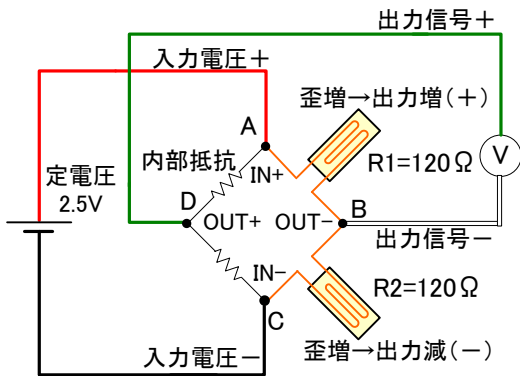 出力信号＋
入力電圧＋
歪増→出力増(＋)
A
V
内部抵抗
IN＋
R1=120Ω
定電圧
2.5V
D
OUT＋
OUT－
B
出力信号－
IN－
R2=120Ω
C
入力電圧－
歪増→出力減(－)